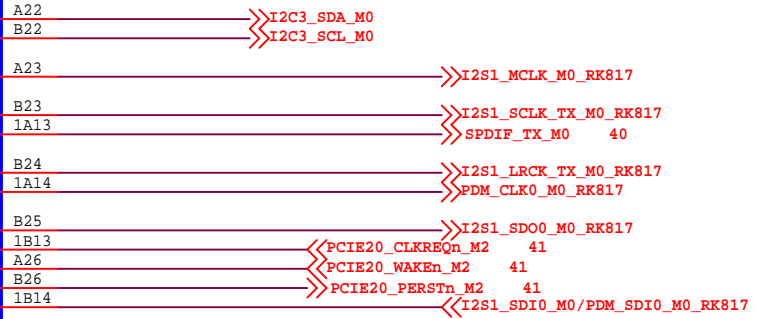 A22 I2C3_SDA_M0
B22 I2C3_SCL_M0
A23 I2S1_MCLK_M0_RK817
B23 I2S1_SCLK_TX_M0_RK817
1A13 SPDIF_TX_M0 40
B24 I2S1_LRCK_TX_M0_RK817
1A14 PDM_CLK0_M0_RK817
B25 I2S1_SDO0_M0_RK817
1B13 PCIE20_CLKREQn_M2 41
A26 PCIE20_WAKEn_M2 41
B26 PCIE20_PERSTn_M2 41
1B14 I2S1_SDI0_M0/PDM_SDI0_M0_RK817